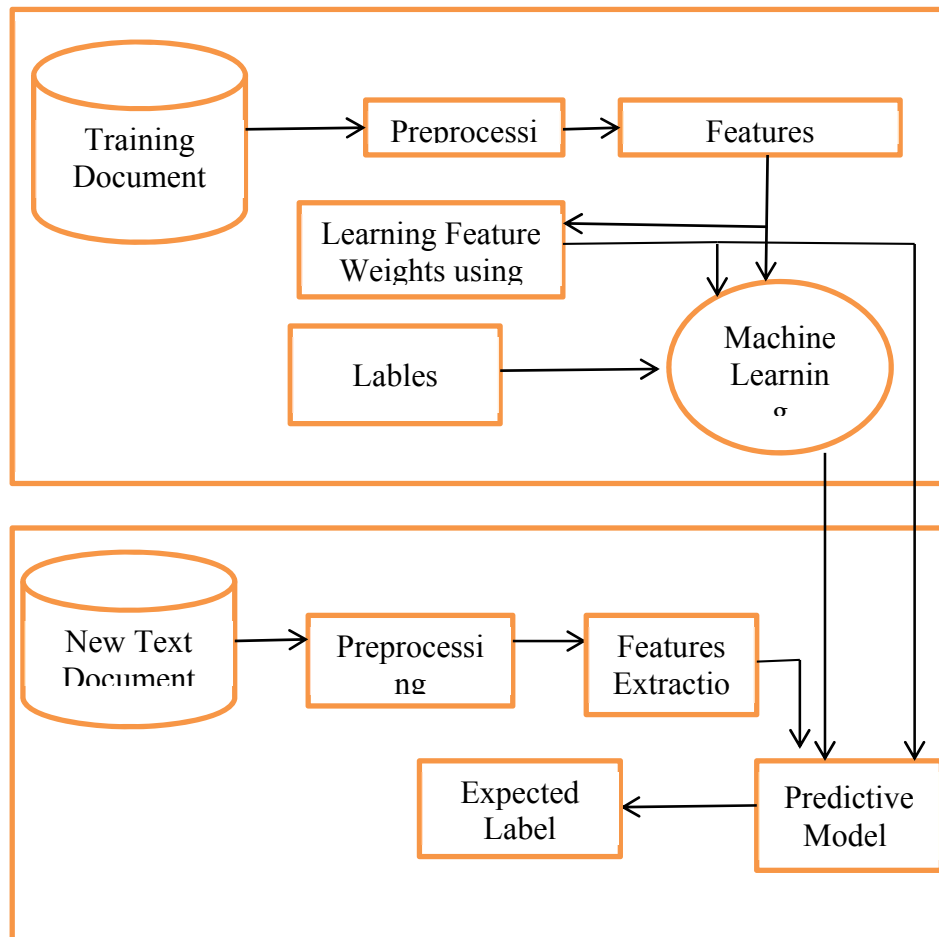 Training
Document
Preprocessi
Features
Learning Feature
Weights using
Lables
Machine
Learnin
g
New Text
Document
Preprocessi
ng
Features
Extractio
Expected
Label
Predictive
Model